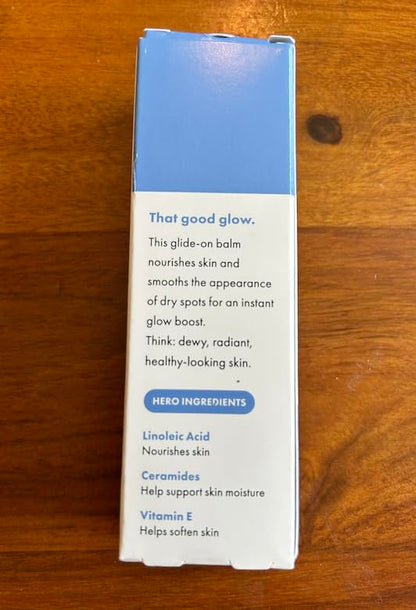 That good glow.
This glide-on balm
nourishes skin and
smooths the appearance
of dry spots for an instant
glow boost.
Think: dewy, radiant,
healthy-looking skin.
HERO INGREDIENTS
Linoleic Acid
Nourishes skin
Ceramides
Help support skin moisture
Vitamin E
Helps soften skin